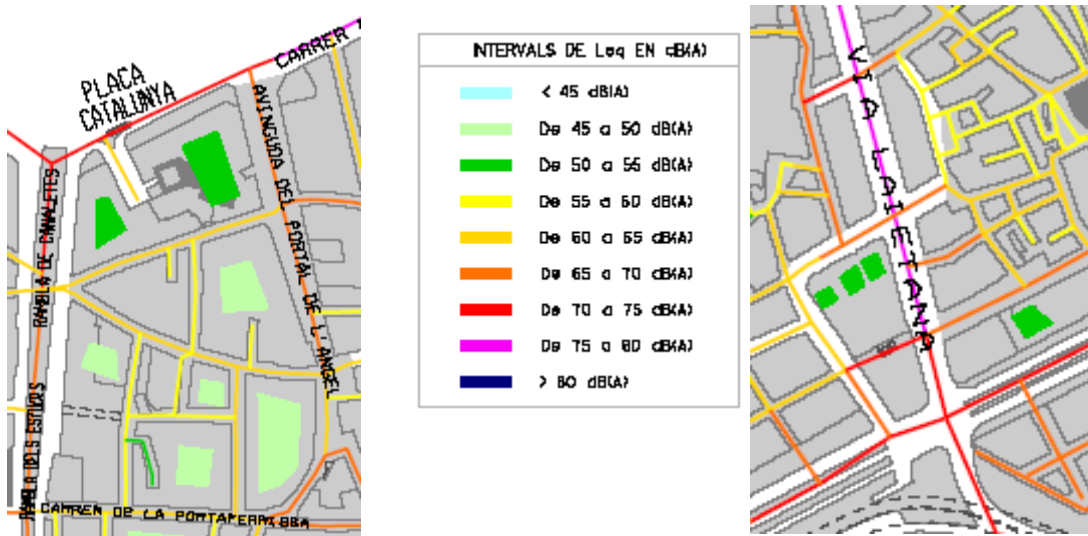 PLAÇA
CATALUNYA
CARRER
AVINGUDA DEL PORTAL DE L'ANGEL
RAMBLA DE CANALETES
RAMBLA DELS ESTUDIS
CARRER DE LA PORTAFERRISSA
INTERVALS DE Leq EN dB(A)
< 45 dB(A)
De 45 a 50 dB(A)
De 50 a 55 dB(A)
De 55 a 60 dB(A)
De 60 a 65 dB(A)
De 65 a 70 dB(A)
De 70 a 75 dB(A)
De 75 a 80 dB(A)
> 80 dB(A)
VIA LAIETANA